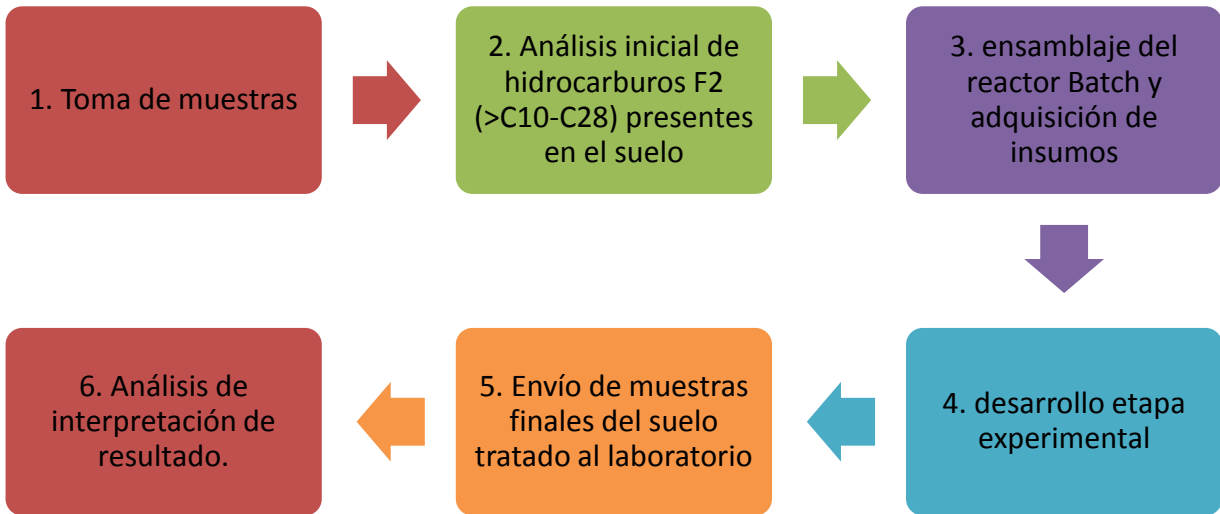 1. Toma de muestras
2. Análisis inicial de
hidrocarburos F2
(>C10-C28) presentes
en el suelo
3. ensamblaje del
reactor Batch y
adquisición de
insumos
4. desarrollo etapa
experimental
5. Envío de muestras
finales del suelo
tratado al laboratorio
6. Análisis de
interpretación de
resultado.